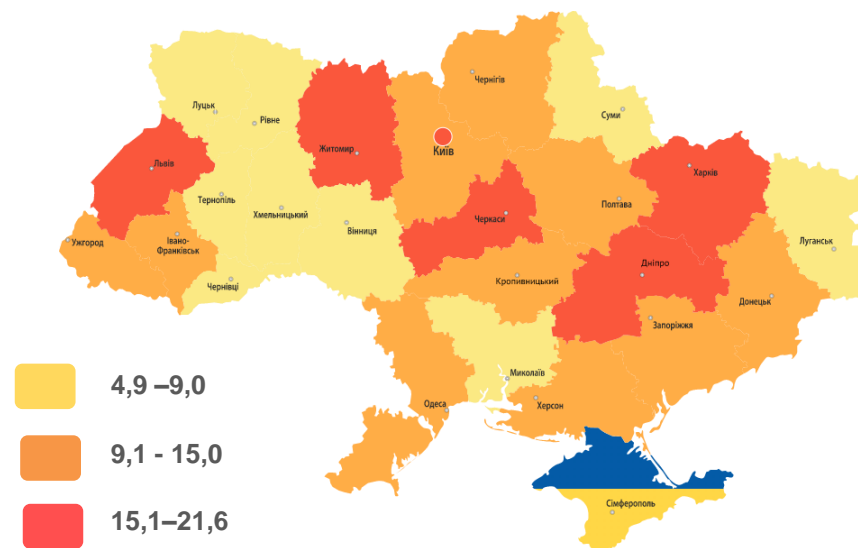 Чернігів
Луцьк
Рівне
Суми
Київ
Житомир
Львів
Харків
Тернопіль
Полтава
Хмельницький
Черкаси
Вінниця
Ужгород
Івано-
Франківськ
Луганськ
Дніпро
Чернівці
Кропивницький
Донецьк
Запоріжжя
Миколаїв
Одеса
Херсон
Сімферополь
4,9 –9,0
9,1 - 15,0
15,1–21,6